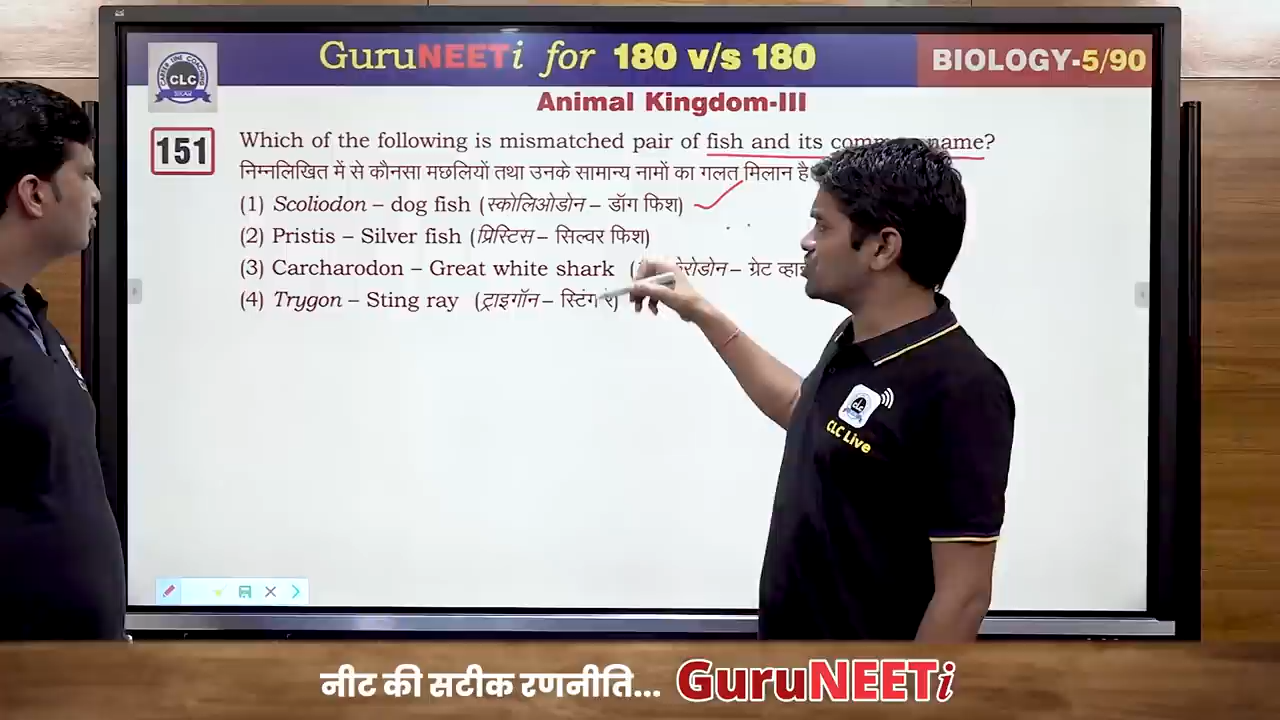 GuruNEETi for 180 v/s 180
BIOLOGY-5/90
CLC
Animal Kingdom-III
151
Which of the following is mismatched pair of fish and its name?
निम्नलिखित में से कौनसा मछलियों तथा उनके सामान्य नामों का गलत मिलान है
(1) Scoliodon – dog fish (स्कोलिओडोन – डॉग फिश)
(2) Pristis – Silver fish (प्रिस्टिस – सिल्वर फिश)
(3) Carcharodon – Great white shark – ग्रेट
(4) Trygon – Sting ray (ट्राइगॉन – स्टिंग रे)
CLC Live
नीट की सटीक रणनीति... GuruNEETi